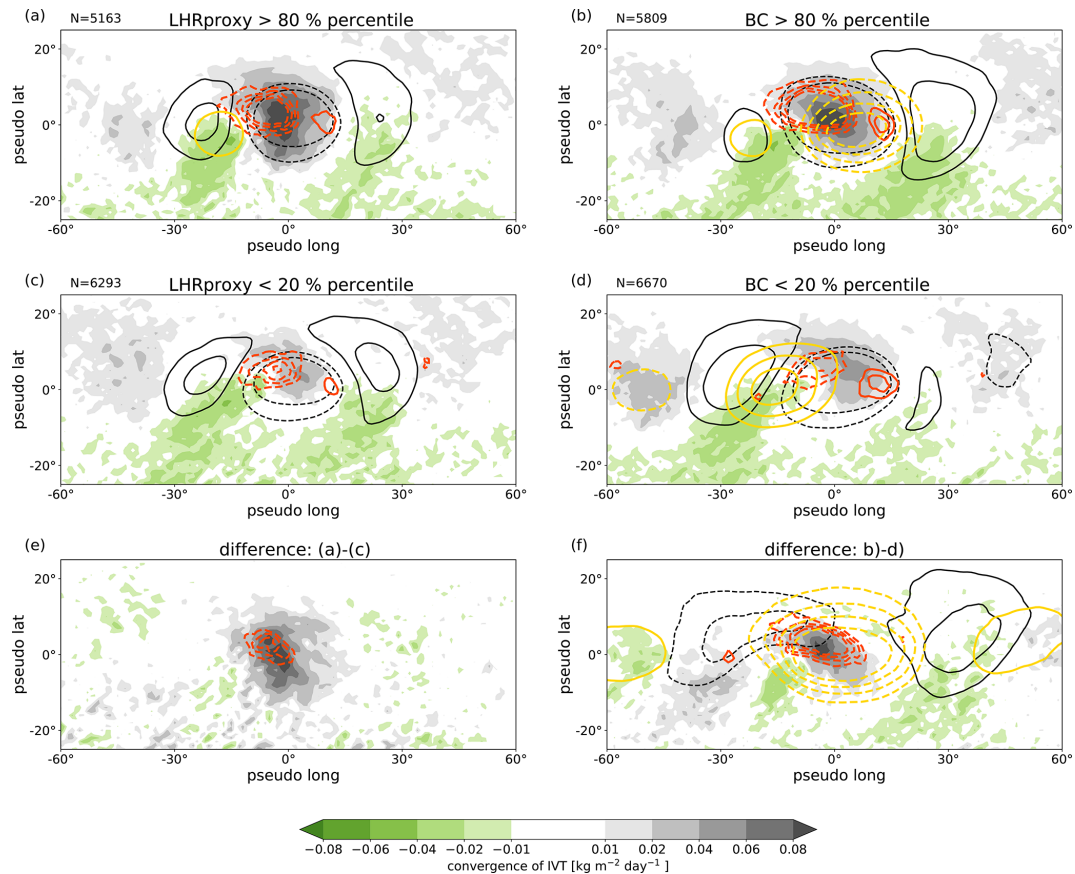 (a) N=5163 LHRproxy > 80 % percentile
(b) N=5809 BC > 80 % percentile
pseudo lat
20°
0°
-20°
-60° -30° 0° 30° 60°
pseudo long
pseudo lat
20°
0°
-20°
-60° -30° 0° 30° 60°
pseudo long
(c) N=6293 LHRproxy < 20 % percentile
(d) N=6670 BC < 20 % percentile
pseudo lat
20°
0°
-20°
-60° -30° 0° 30° 60°
pseudo long
pseudo lat
20°
0°
-20°
-60° -30° 0° 30° 60°
pseudo long
(e) difference: (a)-(c)
(f) difference: b)-d)
pseudo lat
20°
0°
-20°
-60° -30° 0° 30° 60°
pseudo long
pseudo lat
20°
0°
-20°
-60° -30° 0° 30° 60°
pseudo long
−0.08 −0.06 −0.04 −0.02 −0.01 0.01 0.02 0.04 0.06 0.08
convergence of IVT [kg m⁻² day⁻¹ ]